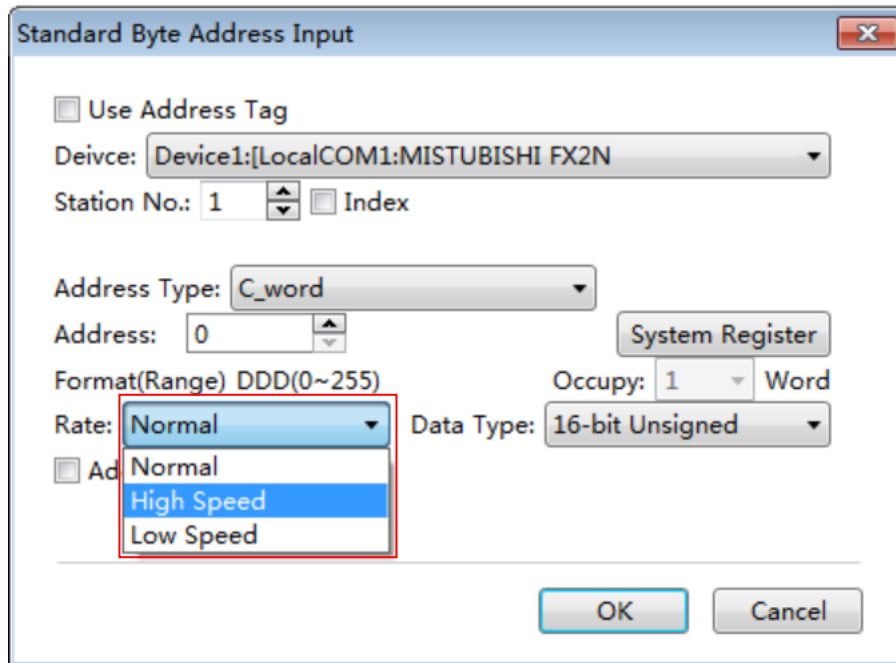 Standard Byte Address Input
Use Address Tag
Deivce: Device1:[LocalCOM1:MISTUBISHI FX2N
Station No.: 1 Index
Address Type: C_word
Address: 0 System Register
Format(Range) DDD(0~255) Occupy: 1 Word
Rate: Normal Data Type: 16-bit Unsigned
Ad Normal
High Speed
Low Speed
OK Cancel